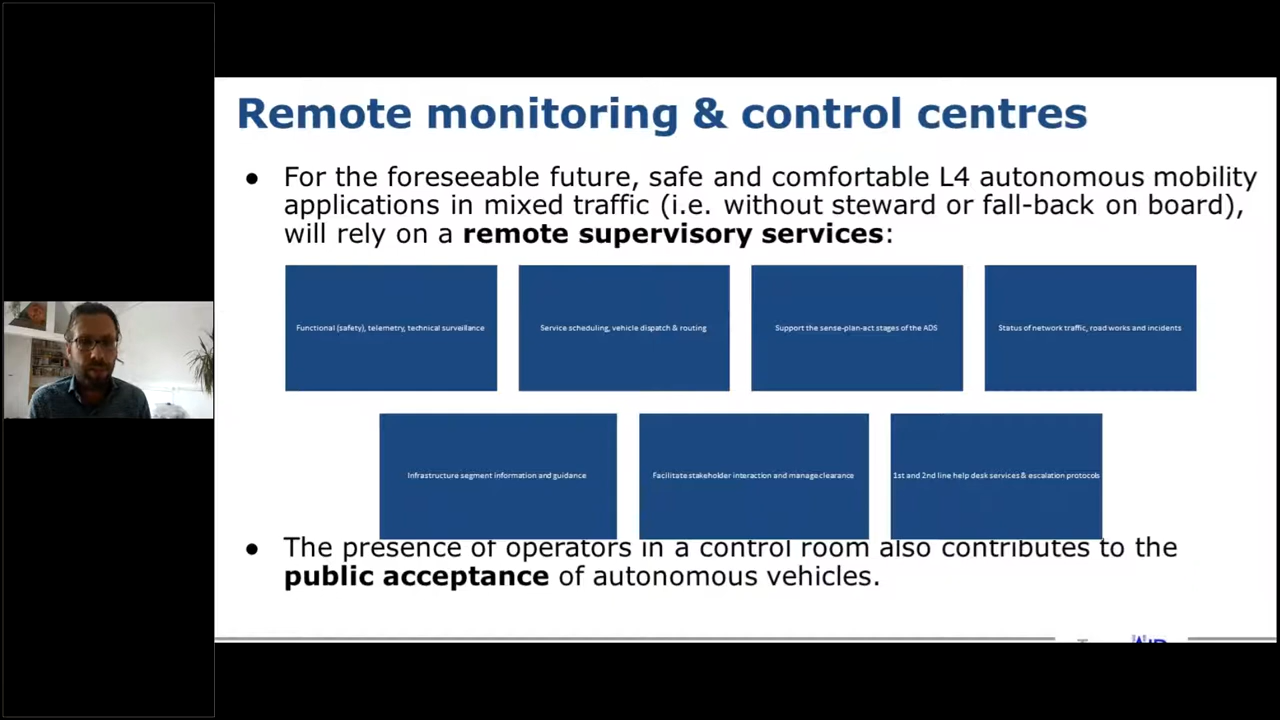 Remote monitoring & control centres
● For the foreseeable future, safe and comfortable L4 autonomous mobility
applications in mixed traffic (i.e. without steward or fall-back on board),
will rely on a remote supervisory services:
Functional (safety), telemetry, technical surveillance
Service scheduling, vehicle dispatch & routing
Support the sense-plan-act stages of the ADS
Status of network traffic, road works and incidents
Infrastructure segment information and guidance
Facilitate stakeholder interaction and manage clearance
1st and 2nd line help desk services & escalation protocols
● The presence of operators in a control room also contributes to the
public acceptance of autonomous vehicles.